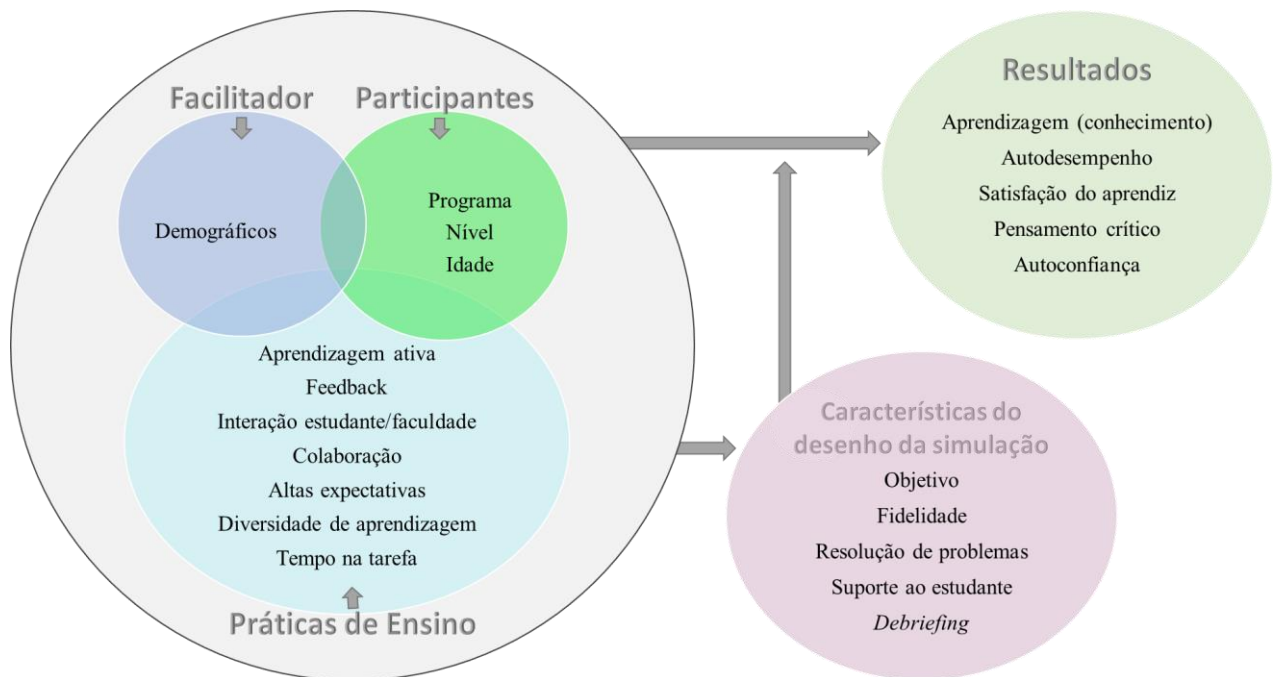 Facilitador
Participantes
Demográficos
Programa
Nível
Idade
Aprendizagem ativa
Feedback
Interação estudante/faculdade
Colaboração
Altas expectativas
Diversidade de aprendizagem
Tempo na tarefa
Práticas de Ensino
Resultados
Aprendizagem (conhecimento)
Autodesempenho
Satisfação do aprendiz
Pensamento crítico
Autoconfiança
Características do
desenho da simulação
Objetivo
Fidelidade
Resolução de problemas
Suporte ao estudante
Debriefing